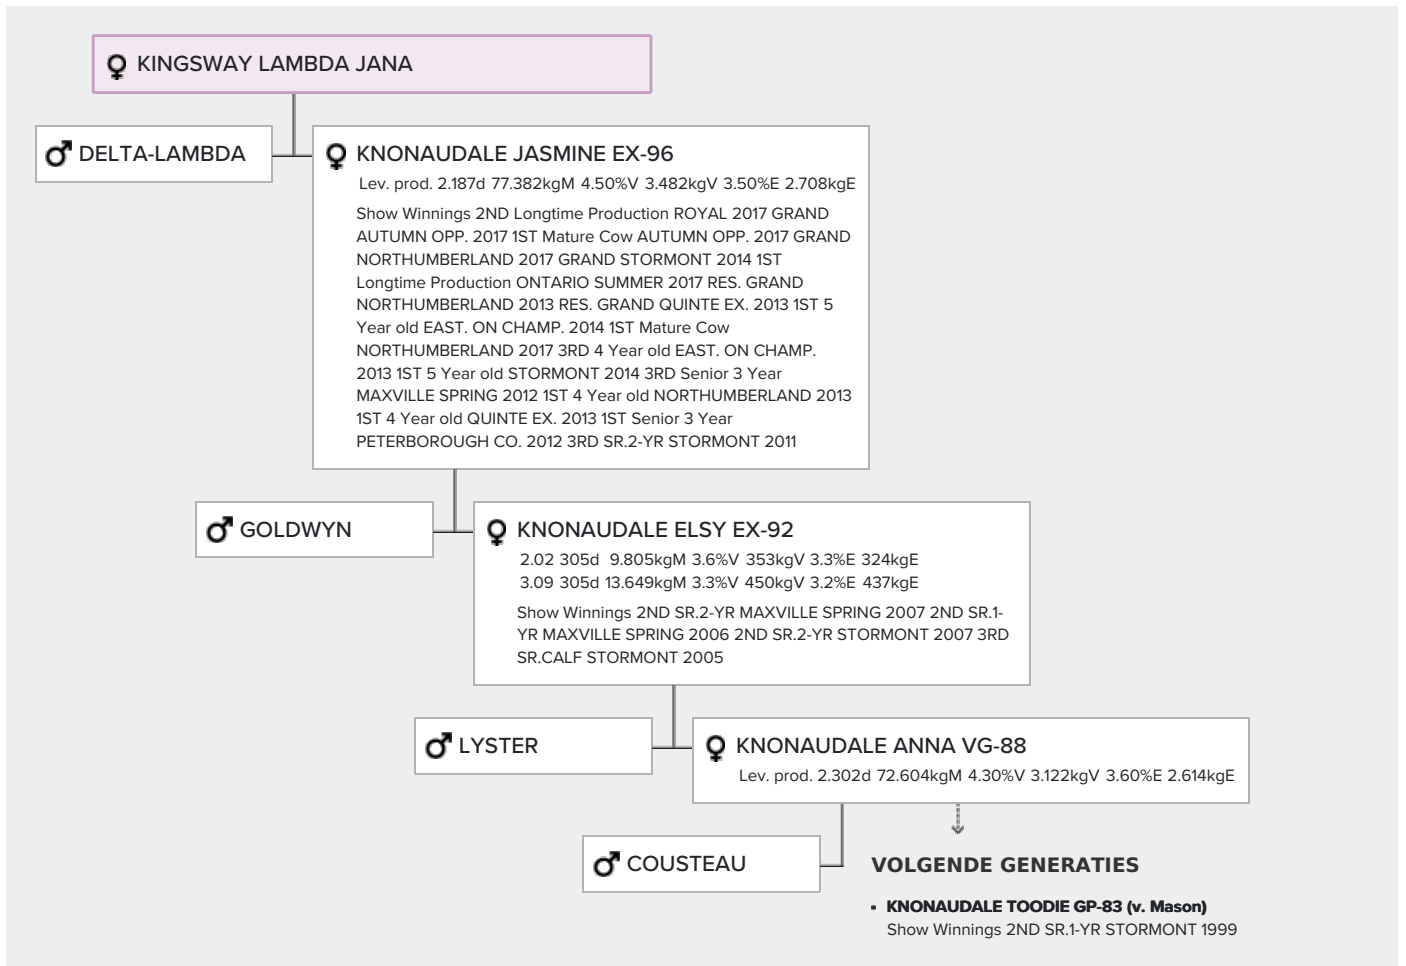 KINGSWAY LAMBDA JANA
DELTA-LAMBDA
KNONAUDALE JASMINE EX-96
Lev. prod. 2.187d 77.382kgM 4.50%V 3.482kgV 3.50%E 2.708kgE
Show Winnings 2ND Longtime Production ROYAL 2017 GRAND
AUTUMN OPP. 2017 1ST Mature Cow AUTUMN OPP. 2017 GRAND
NORTHUMBERLAND 2017 GRAND STORMONT 2014 1ST
Longtime Production ONTARIO SUMMER 2017 RES. GRAND
NORTHUMBERLAND 2013 RES. GRAND QUINTE EX. 2013 1ST 5
Year old EAST. ON CHAMP. 2014 1ST Mature Cow
NORTHUMBERLAND 2017 3RD 4 Year old EAST. ON CHAMP.
2013 1ST 5 Year old STORMONT 2014 3RD Senior 3 Year
MAXVILLE SPRING 2012 1ST 4 Year old NORTHUMBERLAND 2013
1ST 4 Year old QUINTE EX. 2013 1ST Senior 3 Year
PETERBOROUGH CO. 2012 3RD SR.2-YR STORMONT 2011
GOLDWYN
KNONAUDALE ELSY EX-92
2.02 305d 9.805kgM 3.6%V 353kgV 3.3%E 324kgE
3.09 305d 13.649kgM 3.3%V 450kgV 3.2%E 437kgE
Show Winnings 2ND SR.2-YR MAXVILLE SPRING 2007 2ND SR.1-
YR MAXVILLE SPRING 2006 2ND SR.2-YR STORMONT 2007 3RD
SR.CALF STORMONT 2005
LYSTER
KNONAUDALE ANNA VG-88
Lev. prod. 2.302d 72.604kgM 4.30%V 3.122kgV 3.60%E 2.614kgE
COUSTEAU
VOLGENDE GENERATIES
• KNONAUDALE TOODIE GP-83 (v. Mason)
Show Winnings 2ND SR.1-YR STORMONT 1999